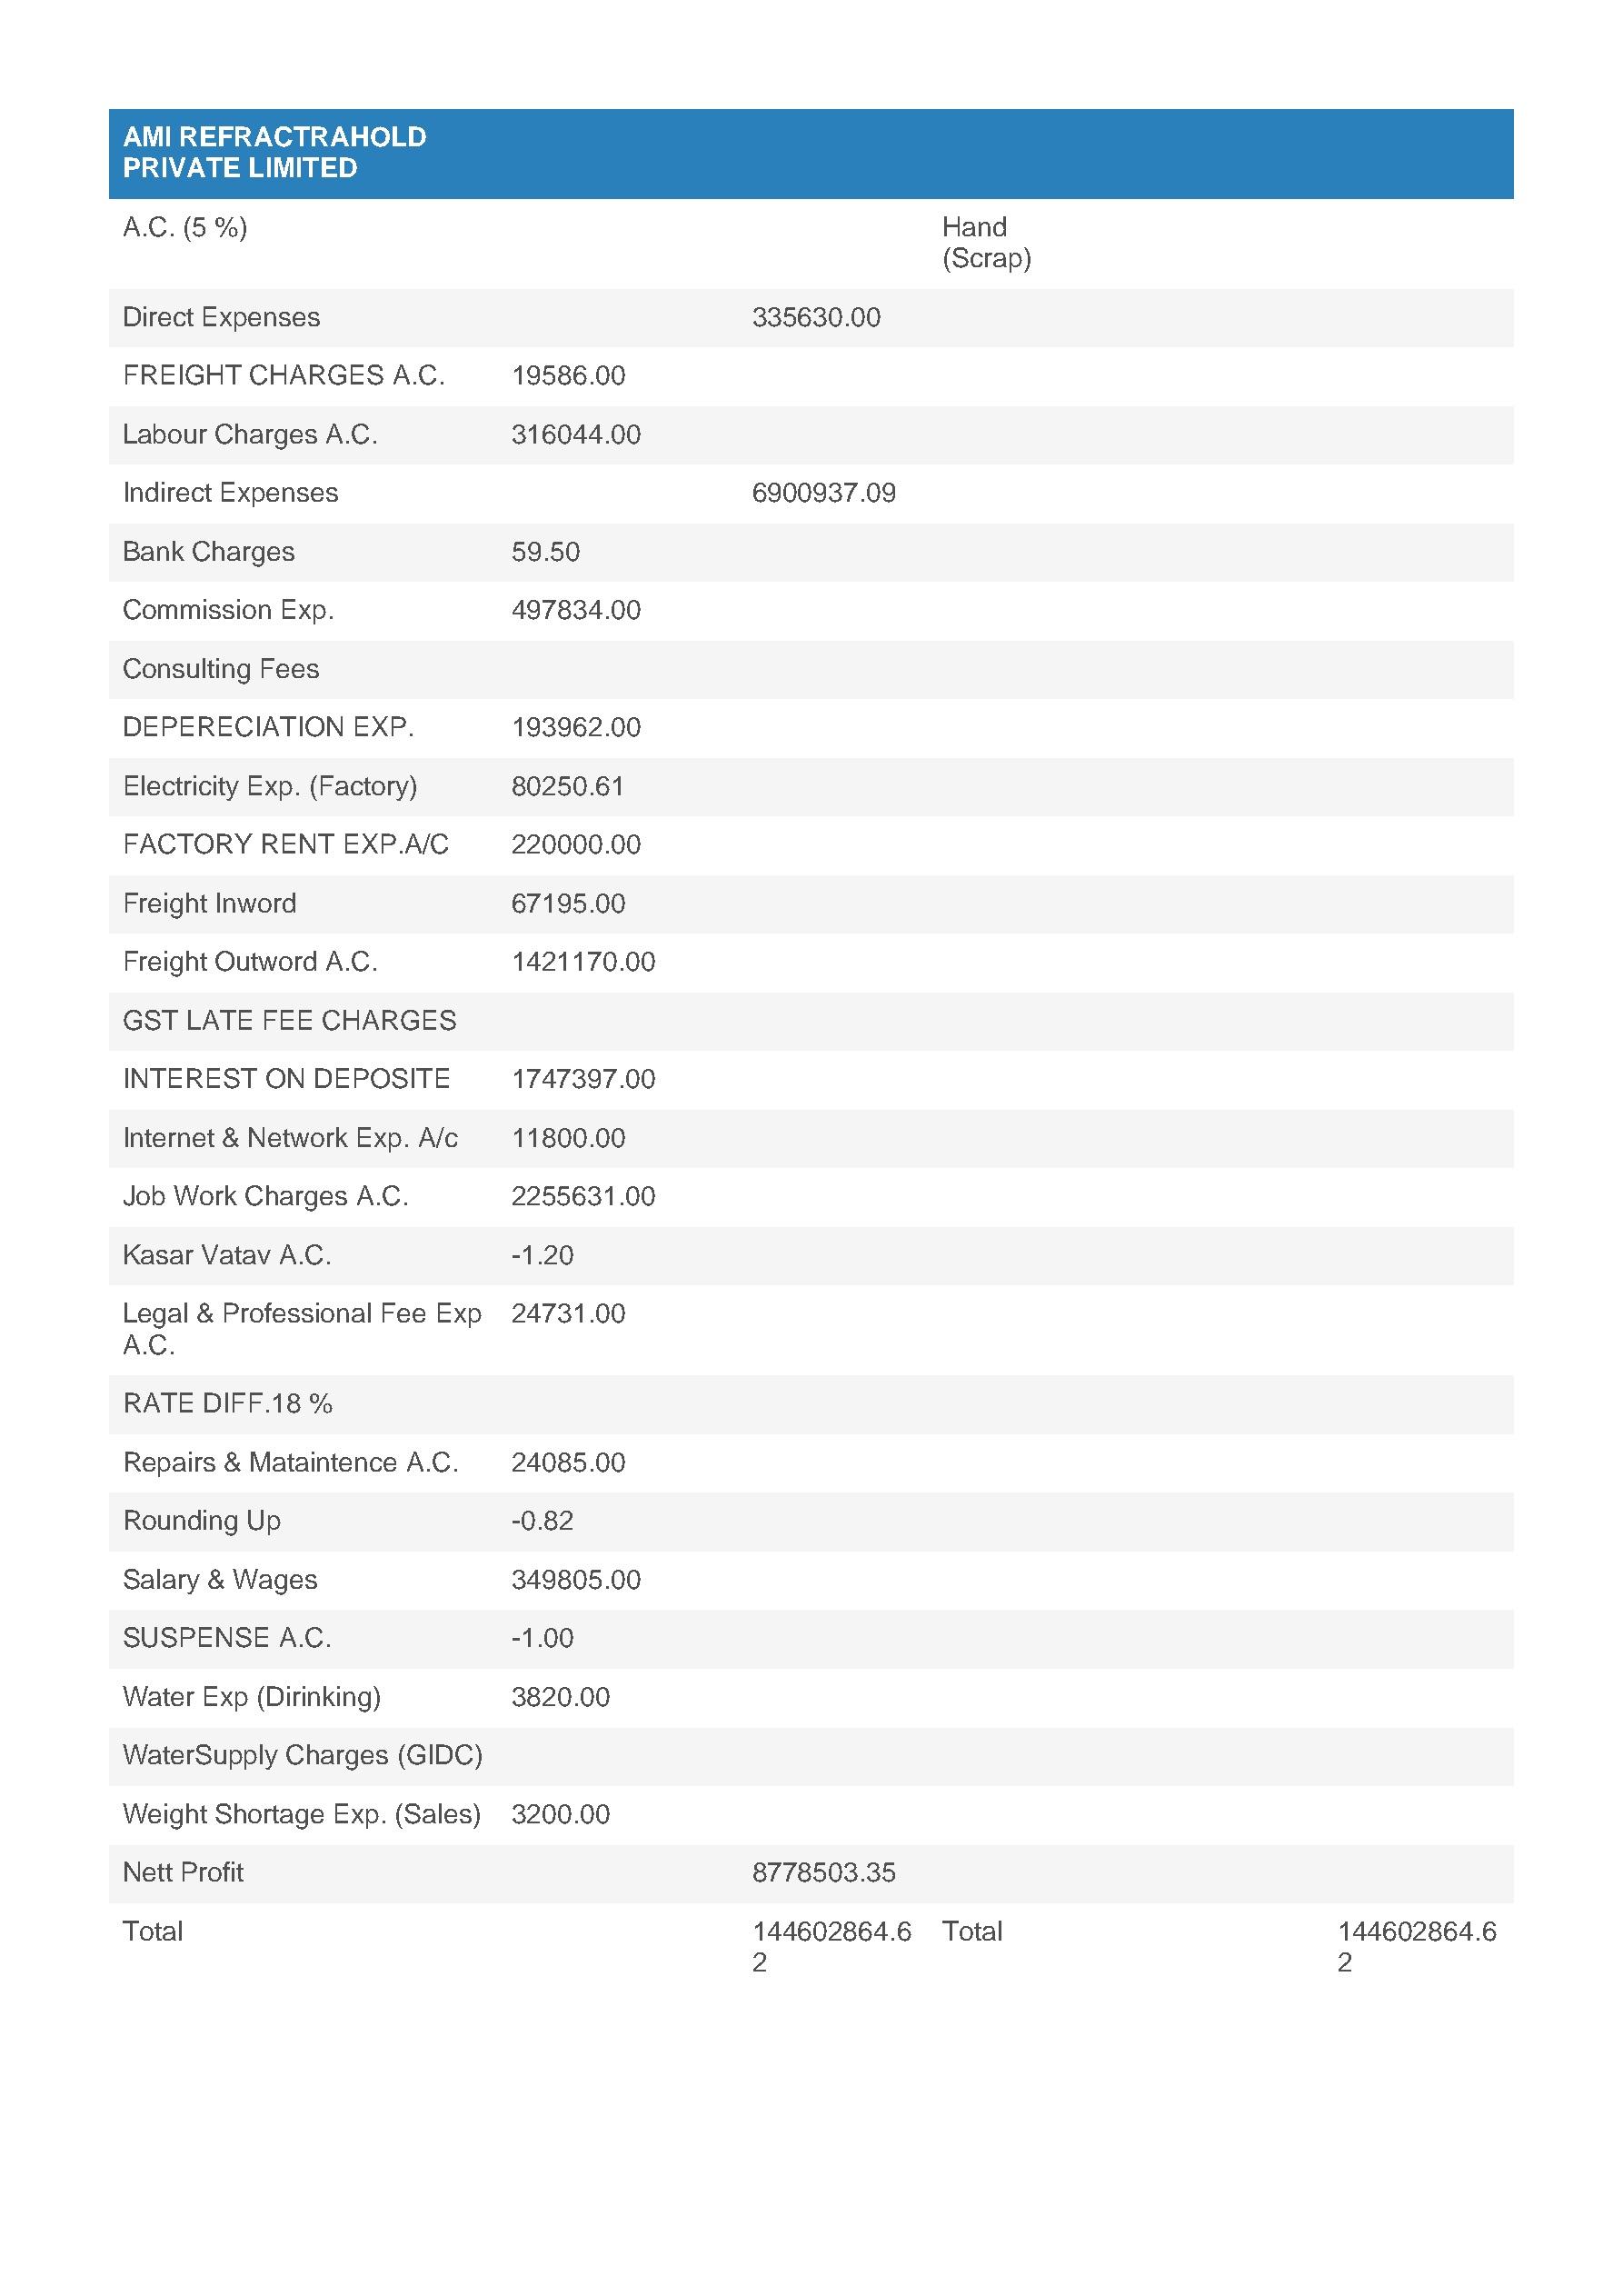 AMI REFRACTRAHOLD
PRIVATE LIMITED
A.C. (5 %) Hand
(Scrap)
Direct Expenses 335630.00
FREIGHT CHARGES A.C. 19586.00
Labour Charges A.C. 316044.00
Indirect Expenses 6900937.09
Bank Charges 59.50
Commission Exp. 497834.00
Consulting Fees
DEPERECIATION EXP. 193962.00
Electricity Exp. (Factory) 80250.61
FACTORY RENT EXP.A/C 220000.00
Freight Inword 67195.00
Freight Outword A.C. 1421170.00
GST LATE FEE CHARGES
INTEREST ON DEPOSITE 1747397.00
Internet & Network Exp. A/c 11800.00
Job Work Charges A.C. 2255631.00
Kasar Vatav A.C. -1.20
Legal & Professional Fee Exp 24731.00
A.C.
RATE DIFF.18 %
Repairs & Mataintence A.C. 24085.00
Rounding Up -0.82
Salary & Wages 349805.00
SUSPENSE A.C. -1.00
Water Exp (Dirinking) 3820.00
WaterSupply Charges (GIDC)
Weight Shortage Exp. (Sales) 3200.00
Nett Profit 8778503.35
Total 144602864.6 Total 144602864.6
2 2